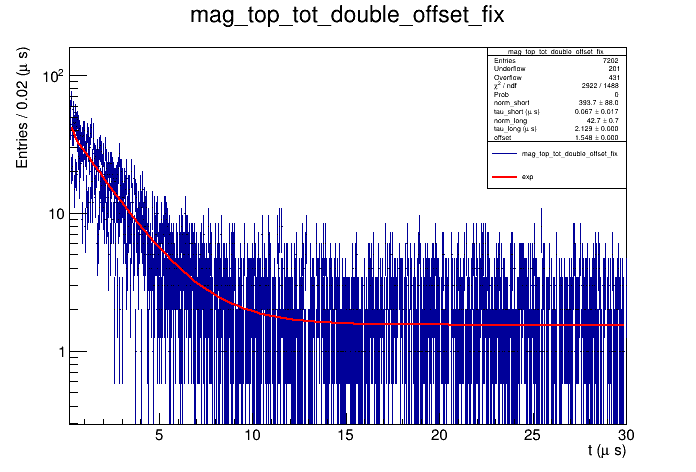 mag_top_tot_double_offset_fix
Entries / 0.02 (μ s)
mag_top_tot_double_offset_fix
Entries 7202
Underflow 201
Overflow 431
χ² / ndf 2922 / 1488
Prob 0
norm_short 393.7 ± 88.0
tau_short (μ s) 0.067 ± 0.017
norm_long 42.7 ± 0.7
tau_long (μ s) 2.129 ± 0.000
offset 1.548 ± 0.000
mag_top_tot_double_offset_fix
exp
10²
10
1
5 10 15 20 25 30
t (μ s)